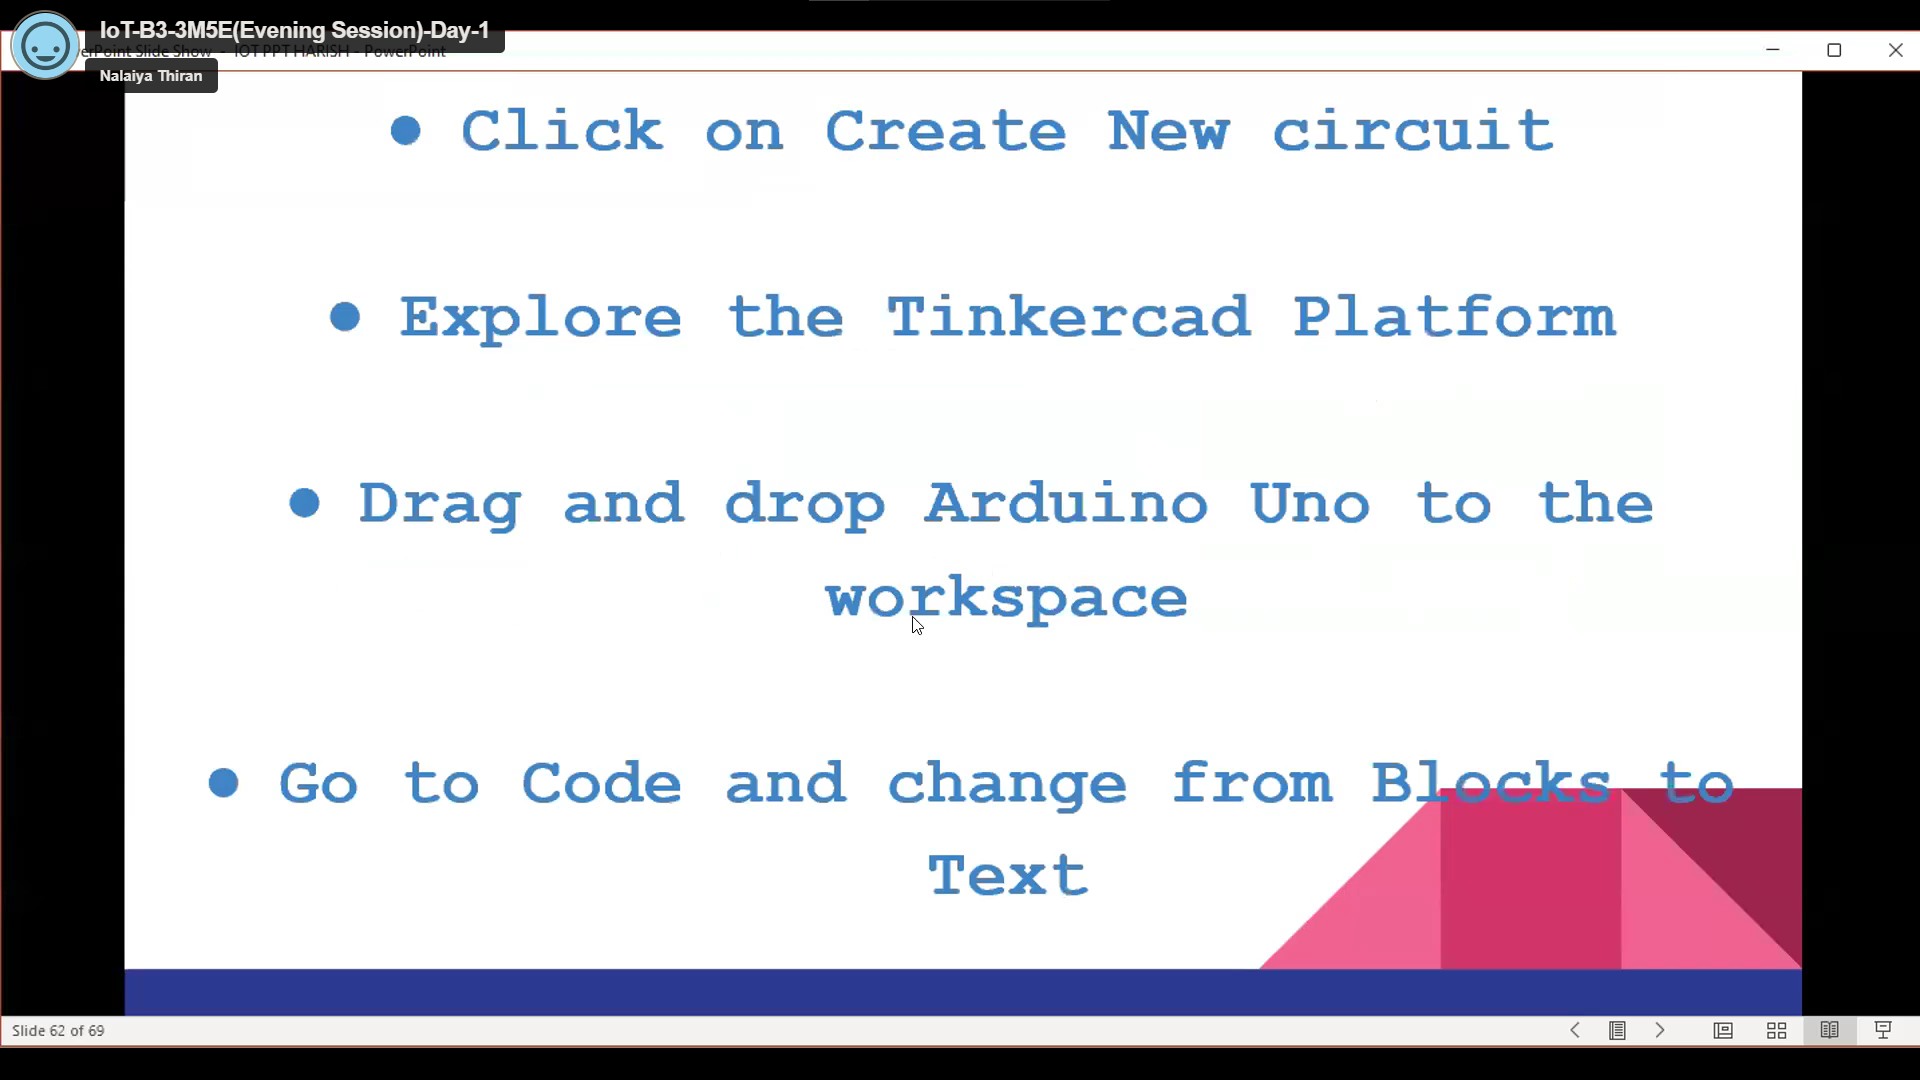 IoT-B3-3M5E(Evening Session)-Day-1
erPoint Slide Show - IOT PPT HARISH - PowerPoint
Nalaiya Thiran
● Click on Create New circuit
● Explore the Tinkercad Platform
● Drag and drop Arduino Uno to the
workspace
● Go to Code and change from Blocks to
Text
Slide 62 of 69